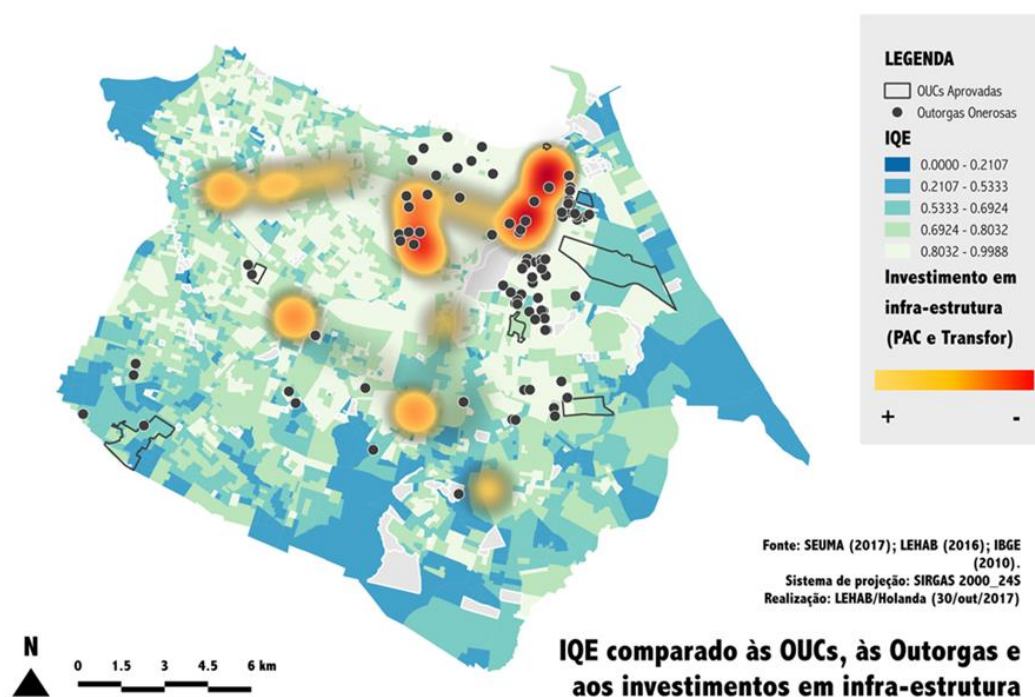 LEGENDA
OUCs Aprovadas
Outorgas Onerosas
IQE
0.0000 - 0.2107
0.2107 - 0.5333
0.5333 - 0.6924
0.6924 - 0.8032
0.8032 - 0.9988
Investimento em
infra-estrutura
(PAC e Transfor)
+ -
Fonte: SEUMA (2017); LEHAB (2016); IBGE
(2010).
Sistema de projeção: SIRGAS 2000_24S
Realização: LEHAB/Holanda (30/out/2017)
N
0 1.5 3 4.5 6 km
IQE comparado às OUCs, às Outorgas e
aos investimentos em infra-estrutura